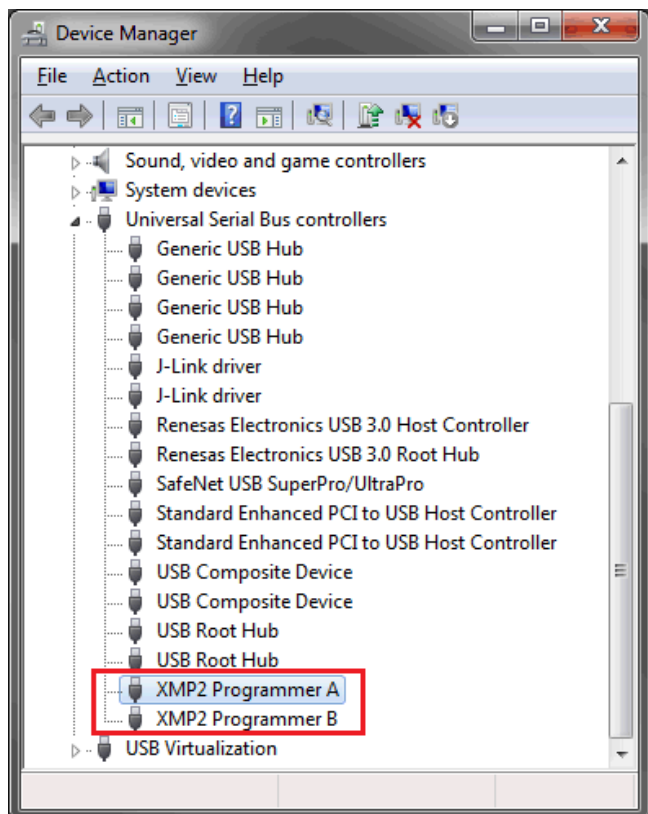 Device Manager
File Action View Help
Sound, video and game controllers
System devices
Universal Serial Bus controllers
Generic USB Hub
Generic USB Hub
Generic USB Hub
Generic USB Hub
J-Link driver
J-Link driver
Renesas Electronics USB 3.0 Host Controller
Renesas Electronics USB 3.0 Root Hub
SafeNet USB SuperPro/UltraPro
Standard Enhanced PCI to USB Host Controller
Standard Enhanced PCI to USB Host Controller
USB Composite Device
USB Composite Device
USB Root Hub
USB Root Hub
XMP2 Programmer A
XMP2 Programmer B
USB Virtualization